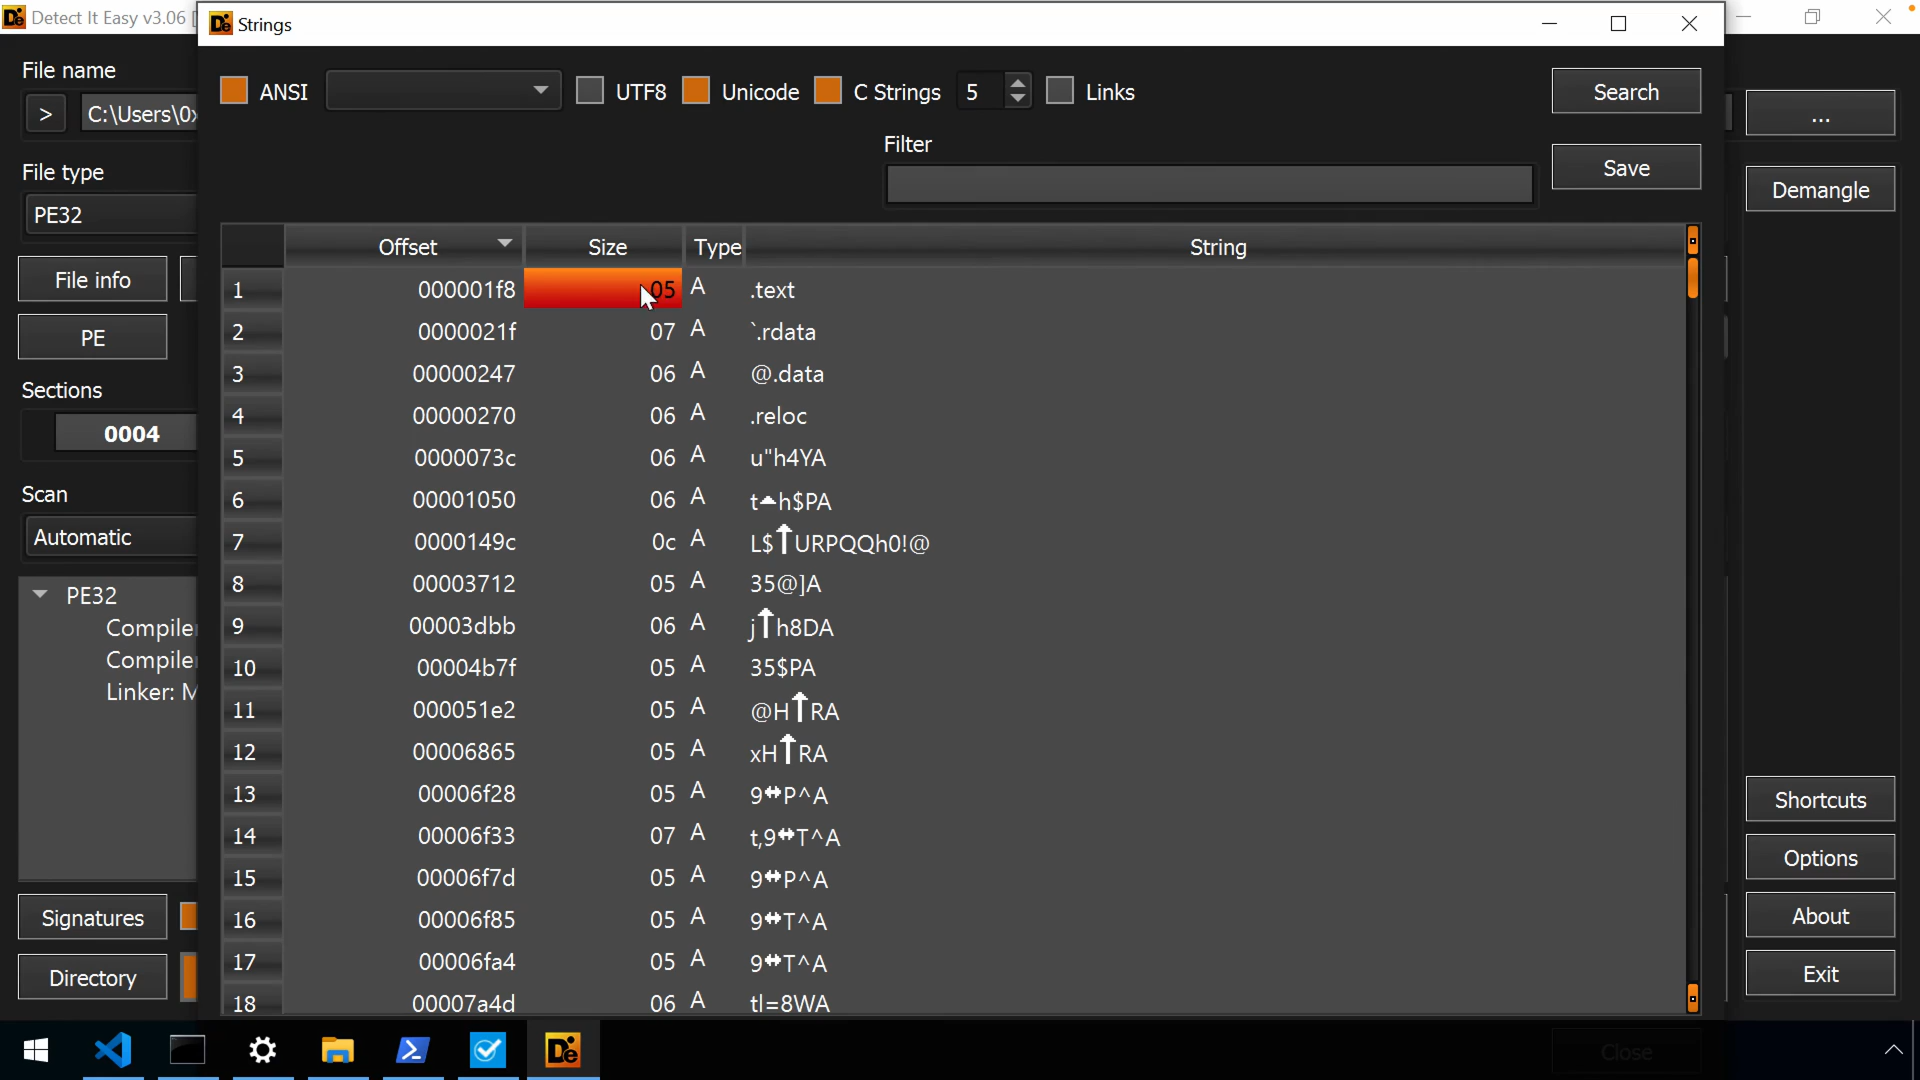 Detect It Easy v3.06 [
Strings
File name
> C:\Users\0x
File type
PE32
File info
PE
Sections
0004
Scan
Automatic
PE32
Compiler
Compiler
Linker: M
Signatures
Directory
ANSI UTF8 Unicode C Strings 5 Links Search
Filter
Save
Offset Size Type String
1 000001f8 05 A .text
2 0000021f 07 A `.rdata
3 00000247 06 A @.data
4 00000270 06 A .reloc
5 0000073c 06 A u"h4YA
6 00001050 06 A t⏶h$PA
7 0000149c 0c A L$↑URPQQh0!@
8 00003712 05 A 35@]A
9 00003dbb 06 A j↑h8DA
10 00004b7f 05 A 35$PA
11 000051e2 05 A @H↑RA
12 00006865 05 A xH↑RA
13 00006f28 05 A 9↔P^A
14 00006f33 07 A t,9↔T^A
15 00006f7d 05 A 9↔P^A
16 00006f85 05 A 9↔T^A
17 00006fa4 05 A 9↔T^A
18 00007a4d 06 A tl=8WA
Close
...
Demangle
Shortcuts
Options
About
Exit